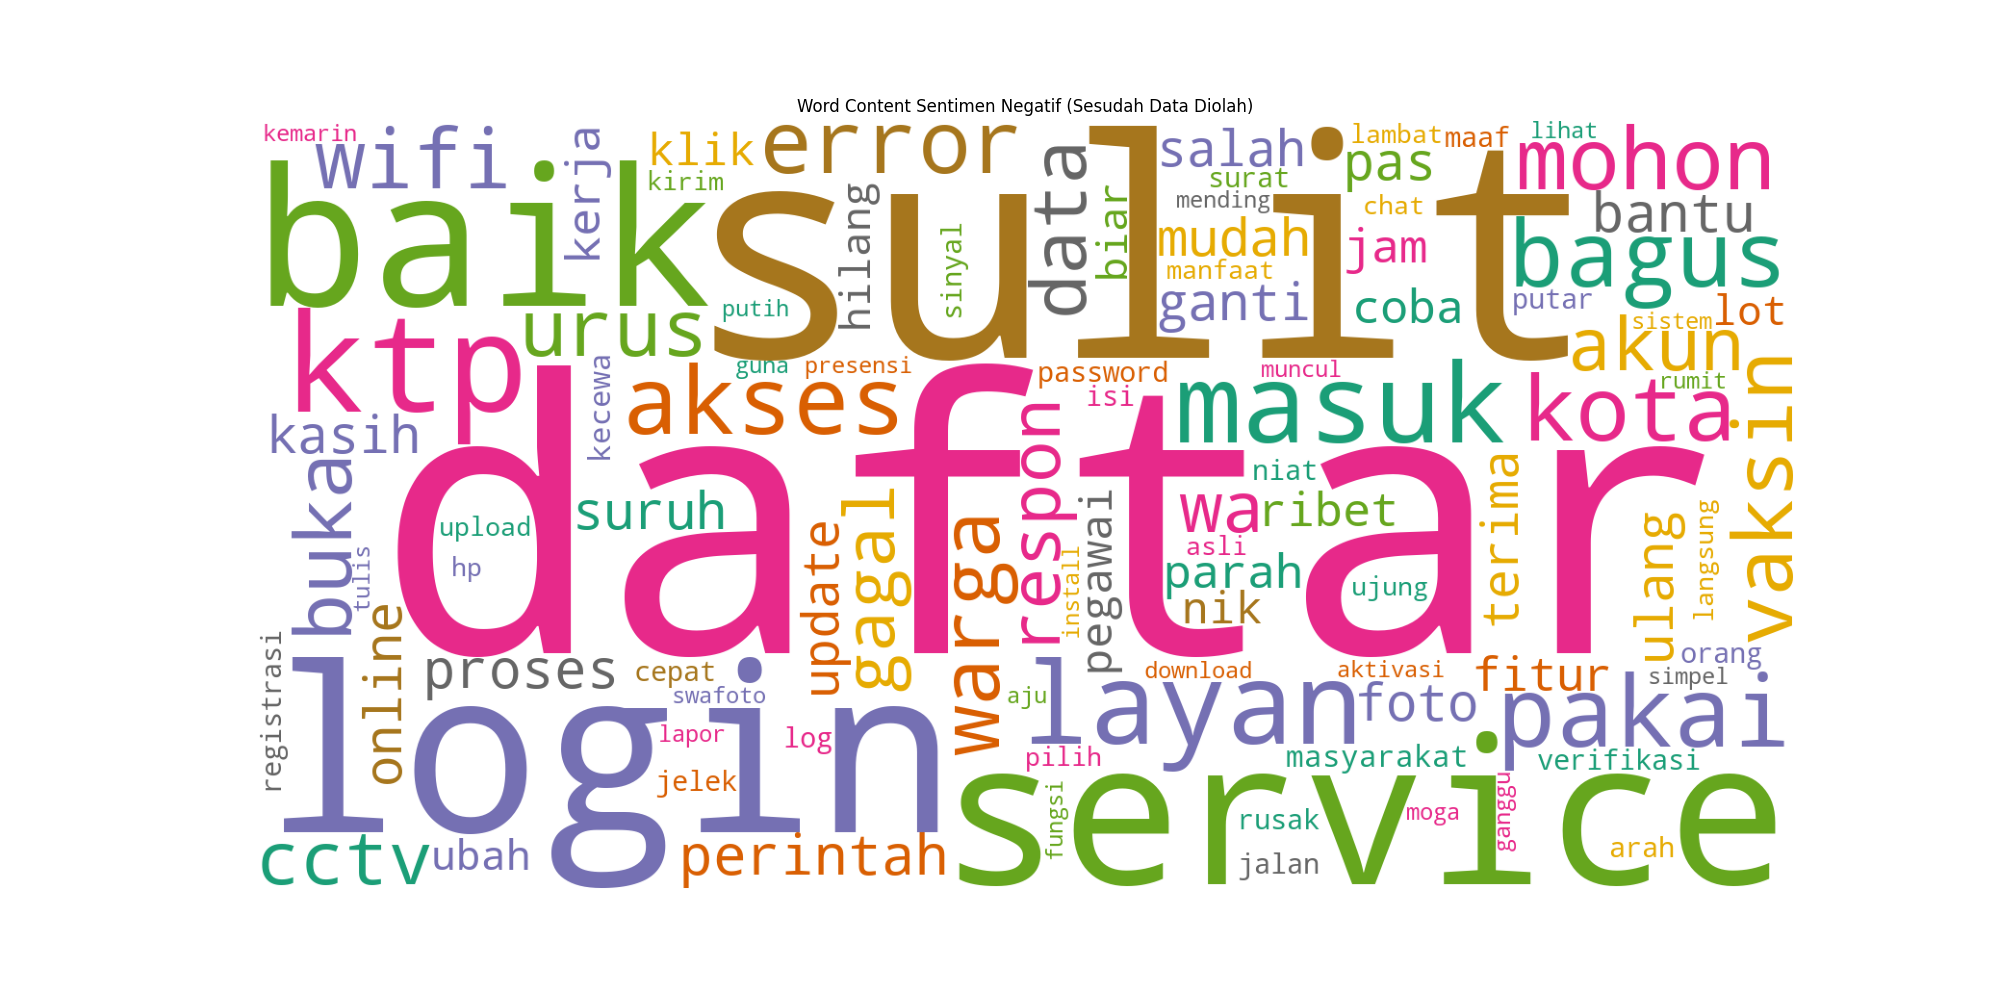 Word Content Sentimen Negatif (Sesudah Data Diolah)
kemarin
wifi
kerja
klik
kirim
error
sulit
salah
lambat
maaf
lihat
mohon
pas
surat
mending
chat
bantu
baik
hilang
sinyal
data
biar
mudah
manfaat
ganti
jam
coba
bagus
putar
sistem
lot
akun
putih
urus
ktp
guna
presensi
password
isi
muncul
rumit
kecewa
akses
masuk
kota
vaksin
kasih
daftar
respon
niat
buka
suruh
upload
hp
tulis
update
gagal
warga
install
pegawai
wa
ribet
asli
parah
ujung
nik
terima
ulang
langsung
orang
simpel
registrasi
online
proses
cepat
swafoto
aju
download
aktivasi
fitur
login
lapor
log
jelek
layan
foto
pakai
pilih
masyarakat
verifikasi
service
fungsi
rusak
moga
ganggu
jalan
arah
cctv
ubah
perintah